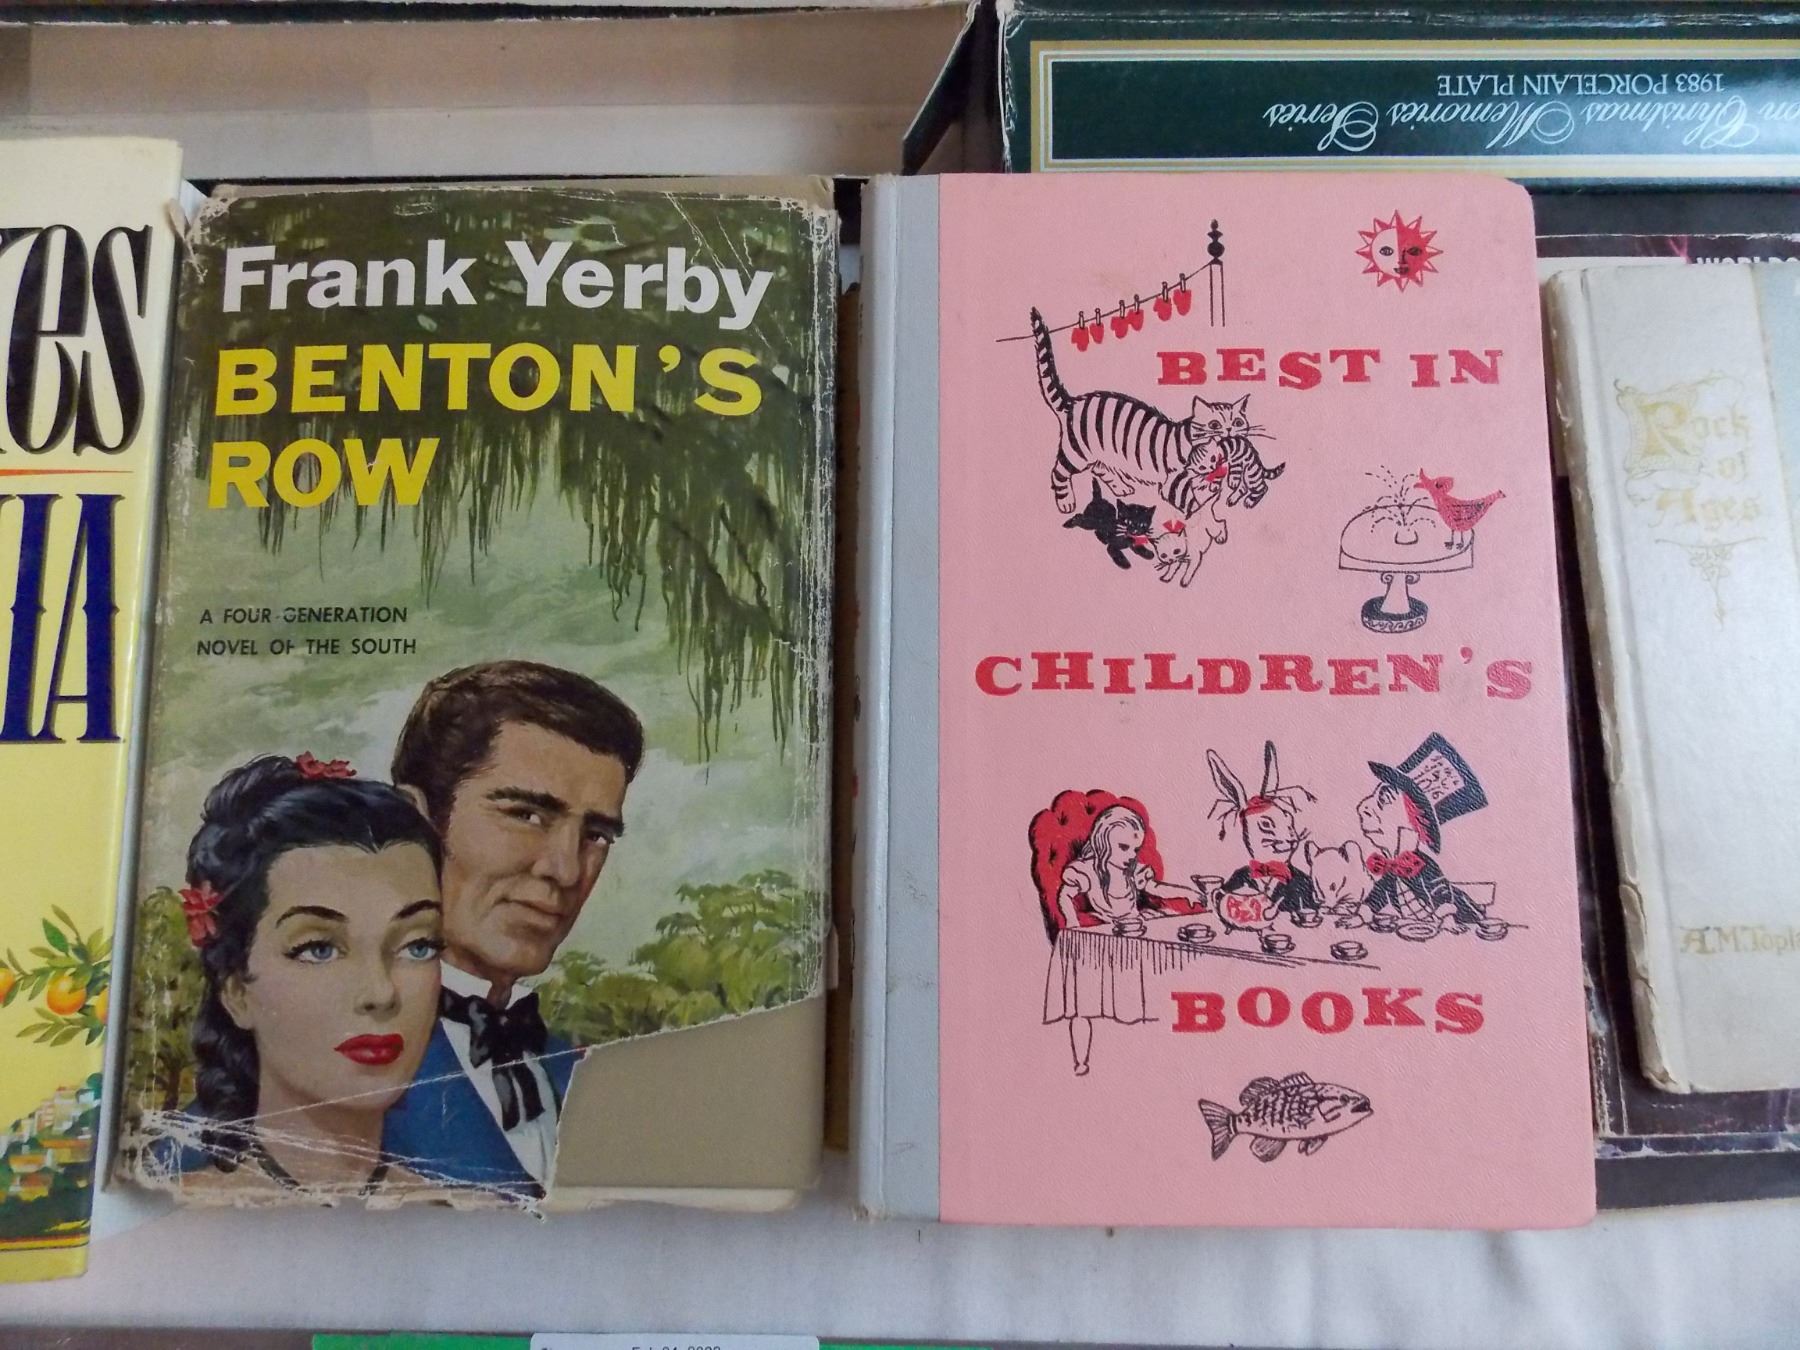 1983 PORCELAIN PLATE
Christmas Memories Series
Frank Yerby
BENTON'S
ROW
A FOUR-GENERATION
NOVEL OF THE SOUTH
BEST IN
CHILDREN'S
BOOKS
Rock
of
Ages